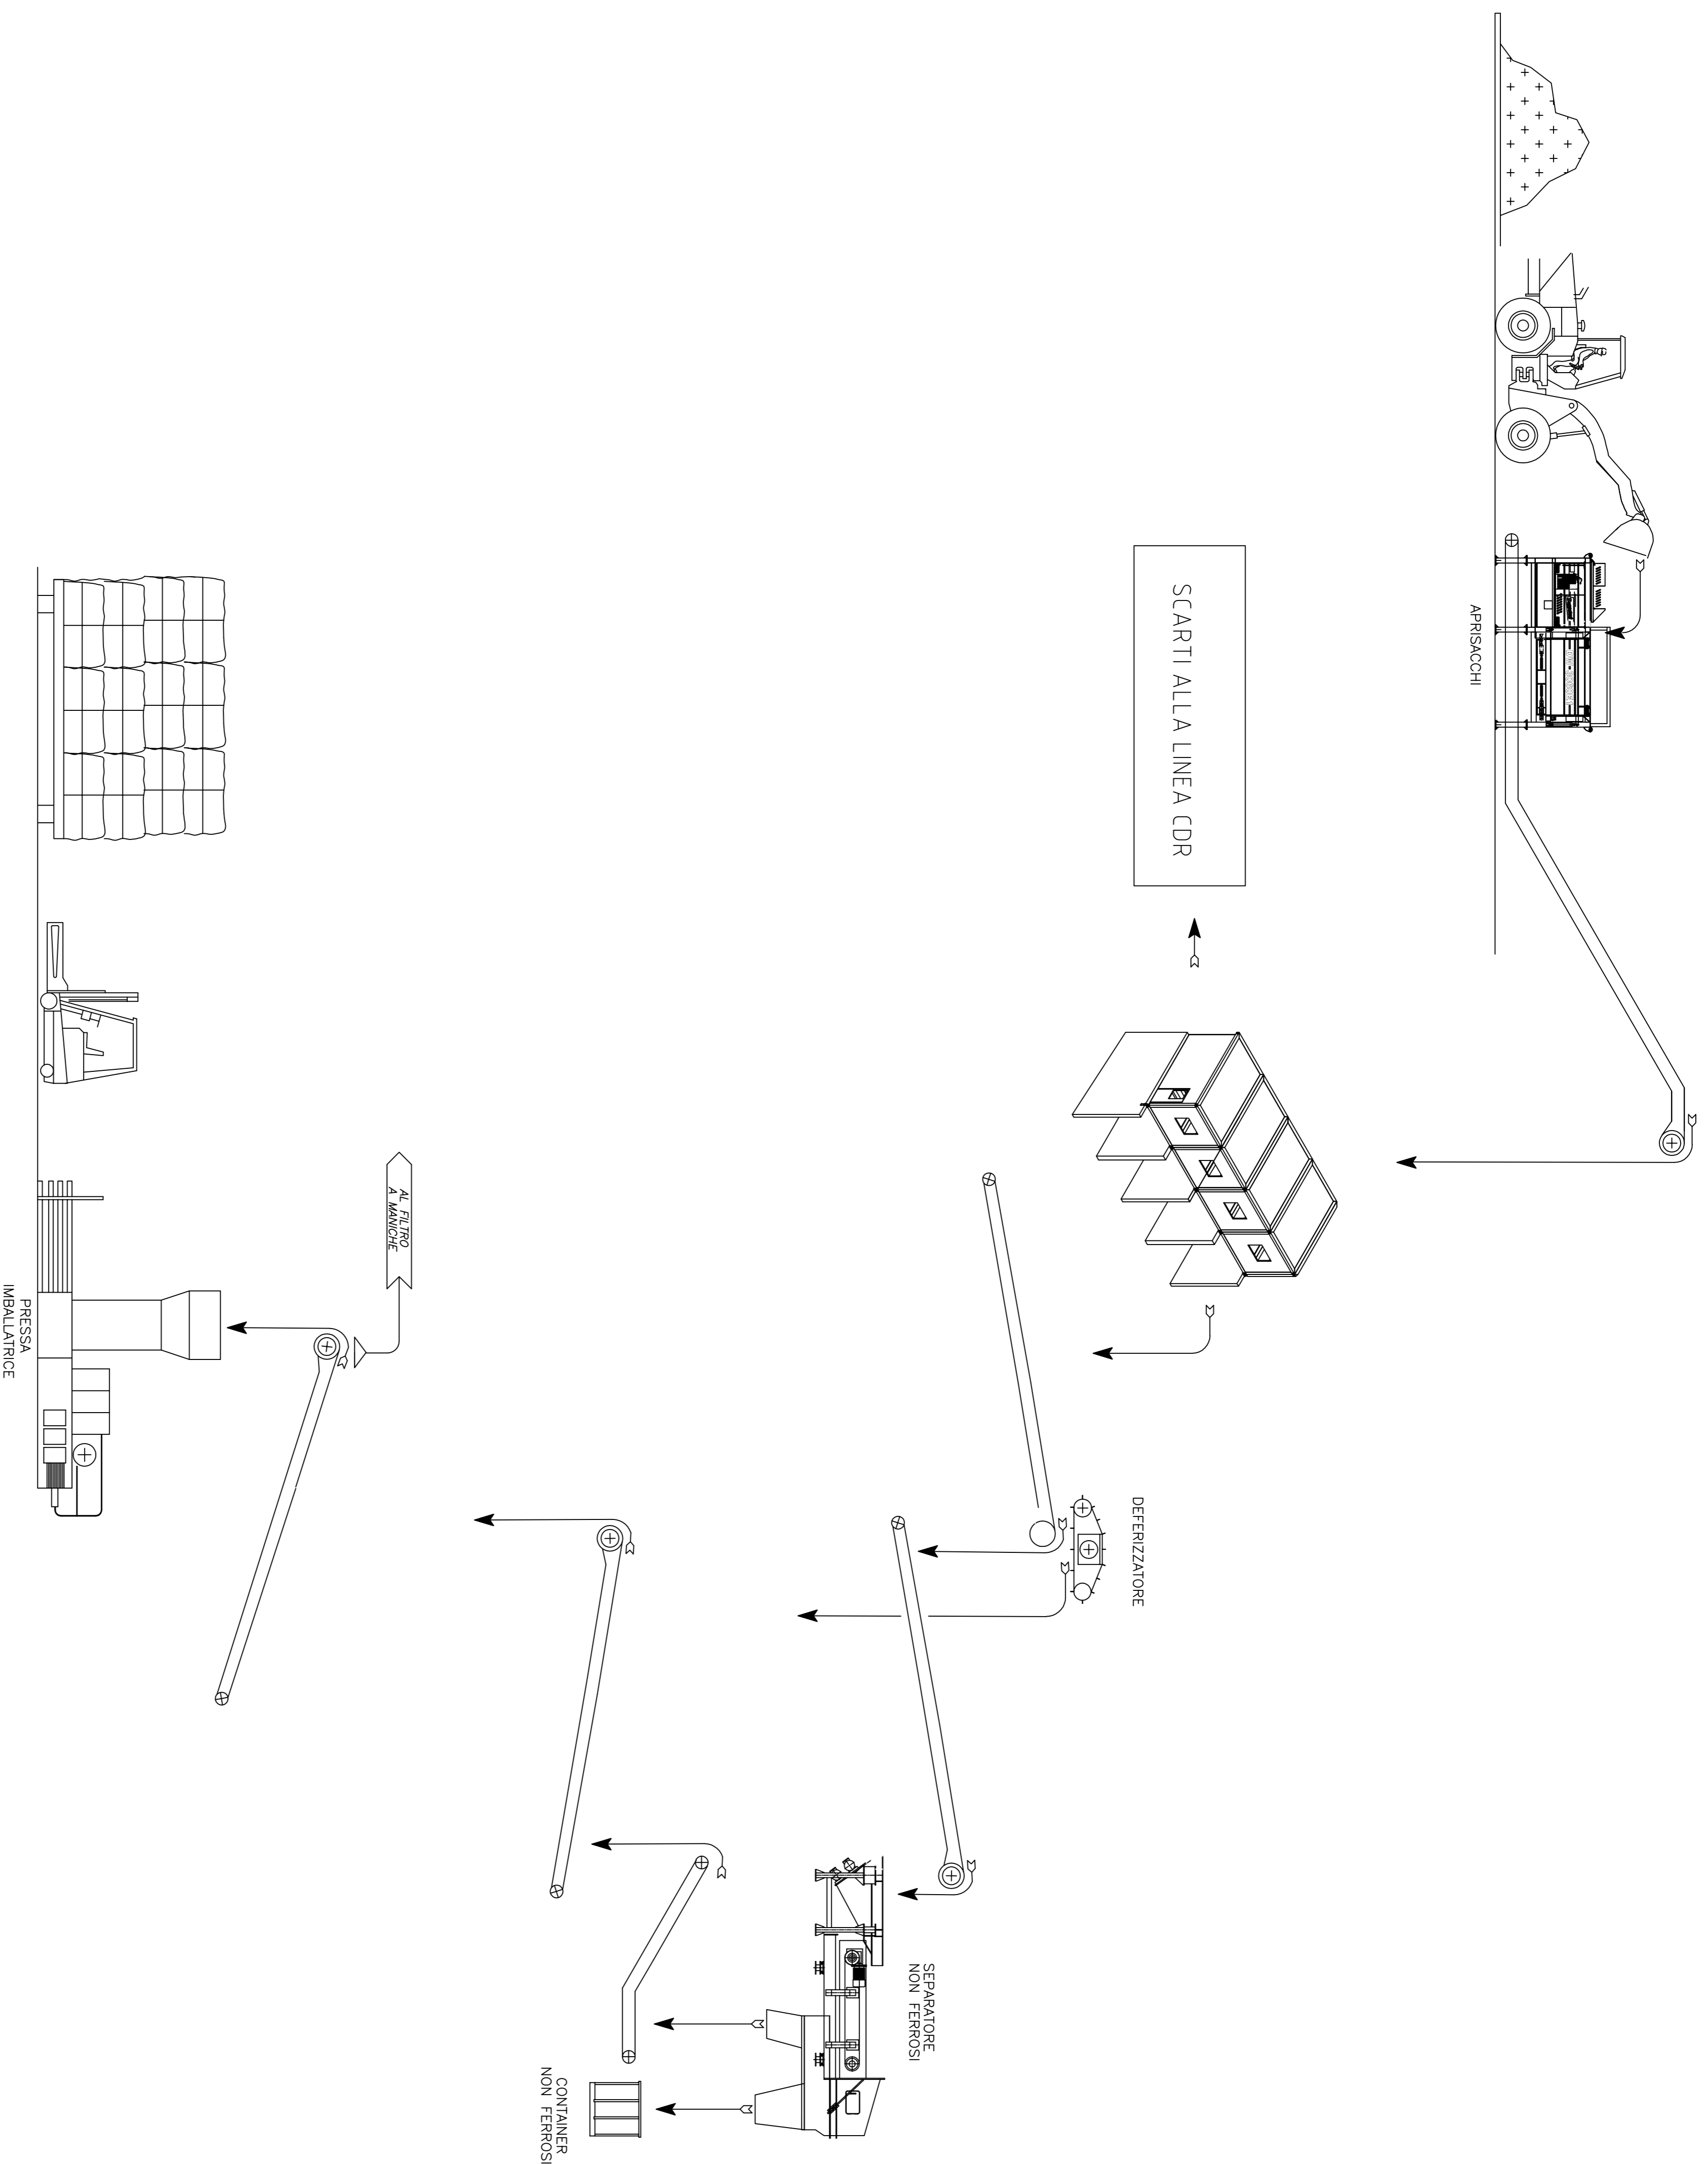 APRISACCHI
SCARTI ALLA LINEA CDR
DEFERIZZATORE
SEPARATORE
NON FERROSI
CONTAINER
NON FERROSI
AL FILTRO
A MANICHE
PRESSA
IMBALLATRICE